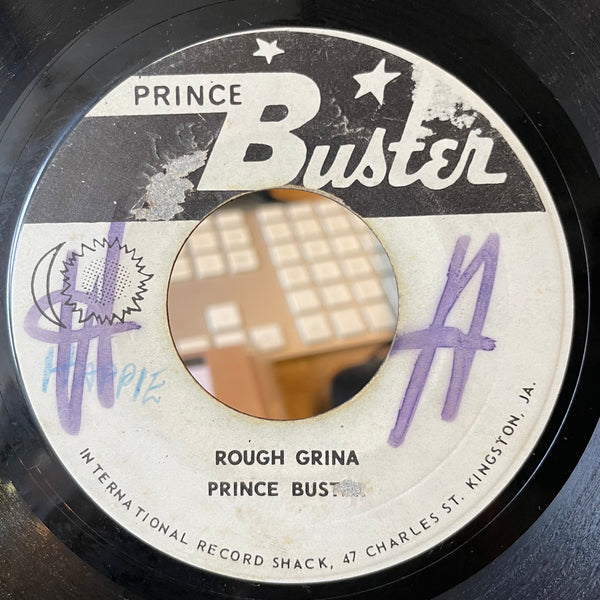 PRINCE
Buster
HAPPIE
A
ROUGH GRINA
PRINCE BUST
INTERNATIONAL RECORD SHACK, 47 CHARLES ST. KINGSTON, JA.